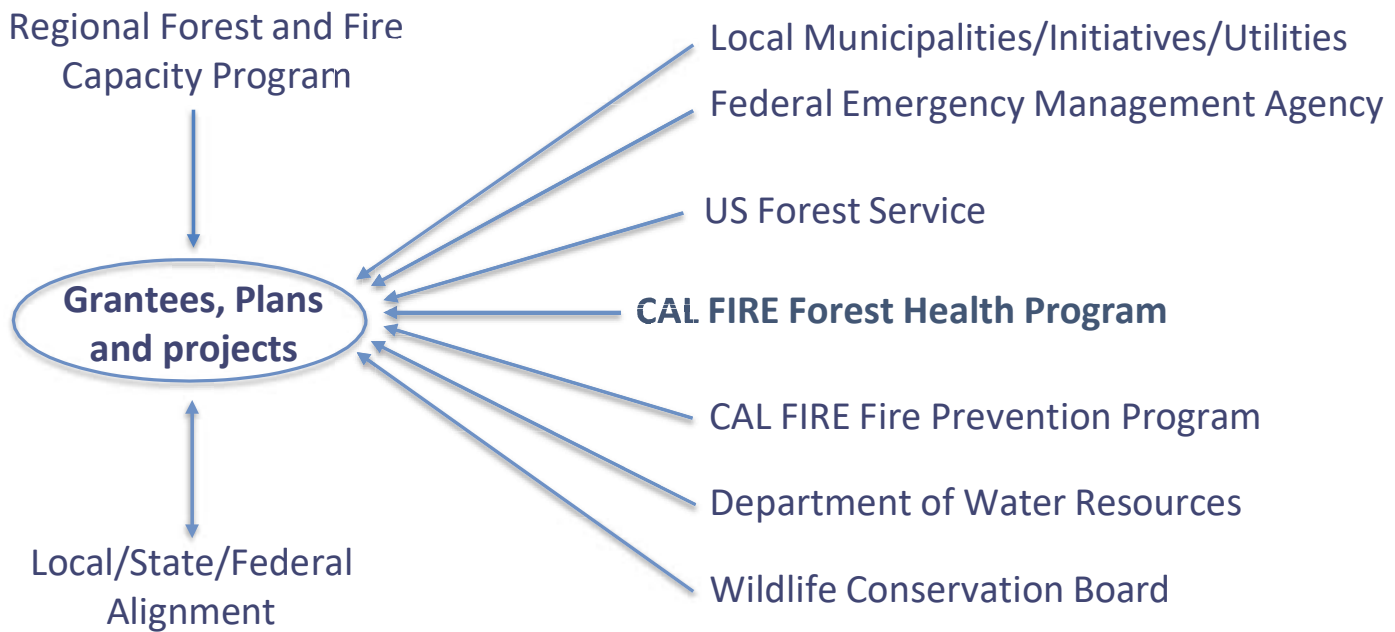 Regional Forest and Fire
Capacity Program
Grantees, Plans
and projects
Local/State/Federal
Alignment
Local Municipalities/Initiatives/Utilities
Federal Emergency Management Agency
US Forest Service
CAL FIRE Forest Health Program
CAL FIRE Fire Prevention Program
Department of Water Resources
Wildlife Conservation Board